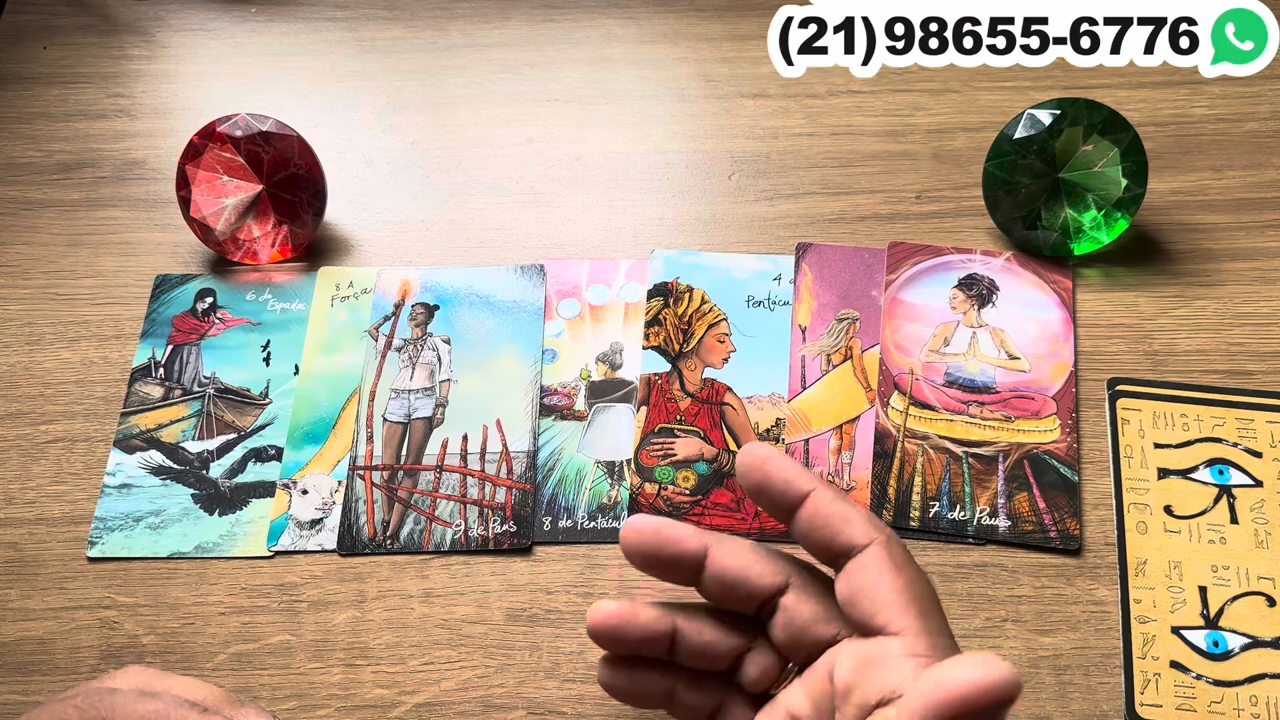 (21)98655-6776
6 de
Espadas
8 A
Força
9 de Paus
8 de Pentácul
4 d
Pentácu
7 de Paus